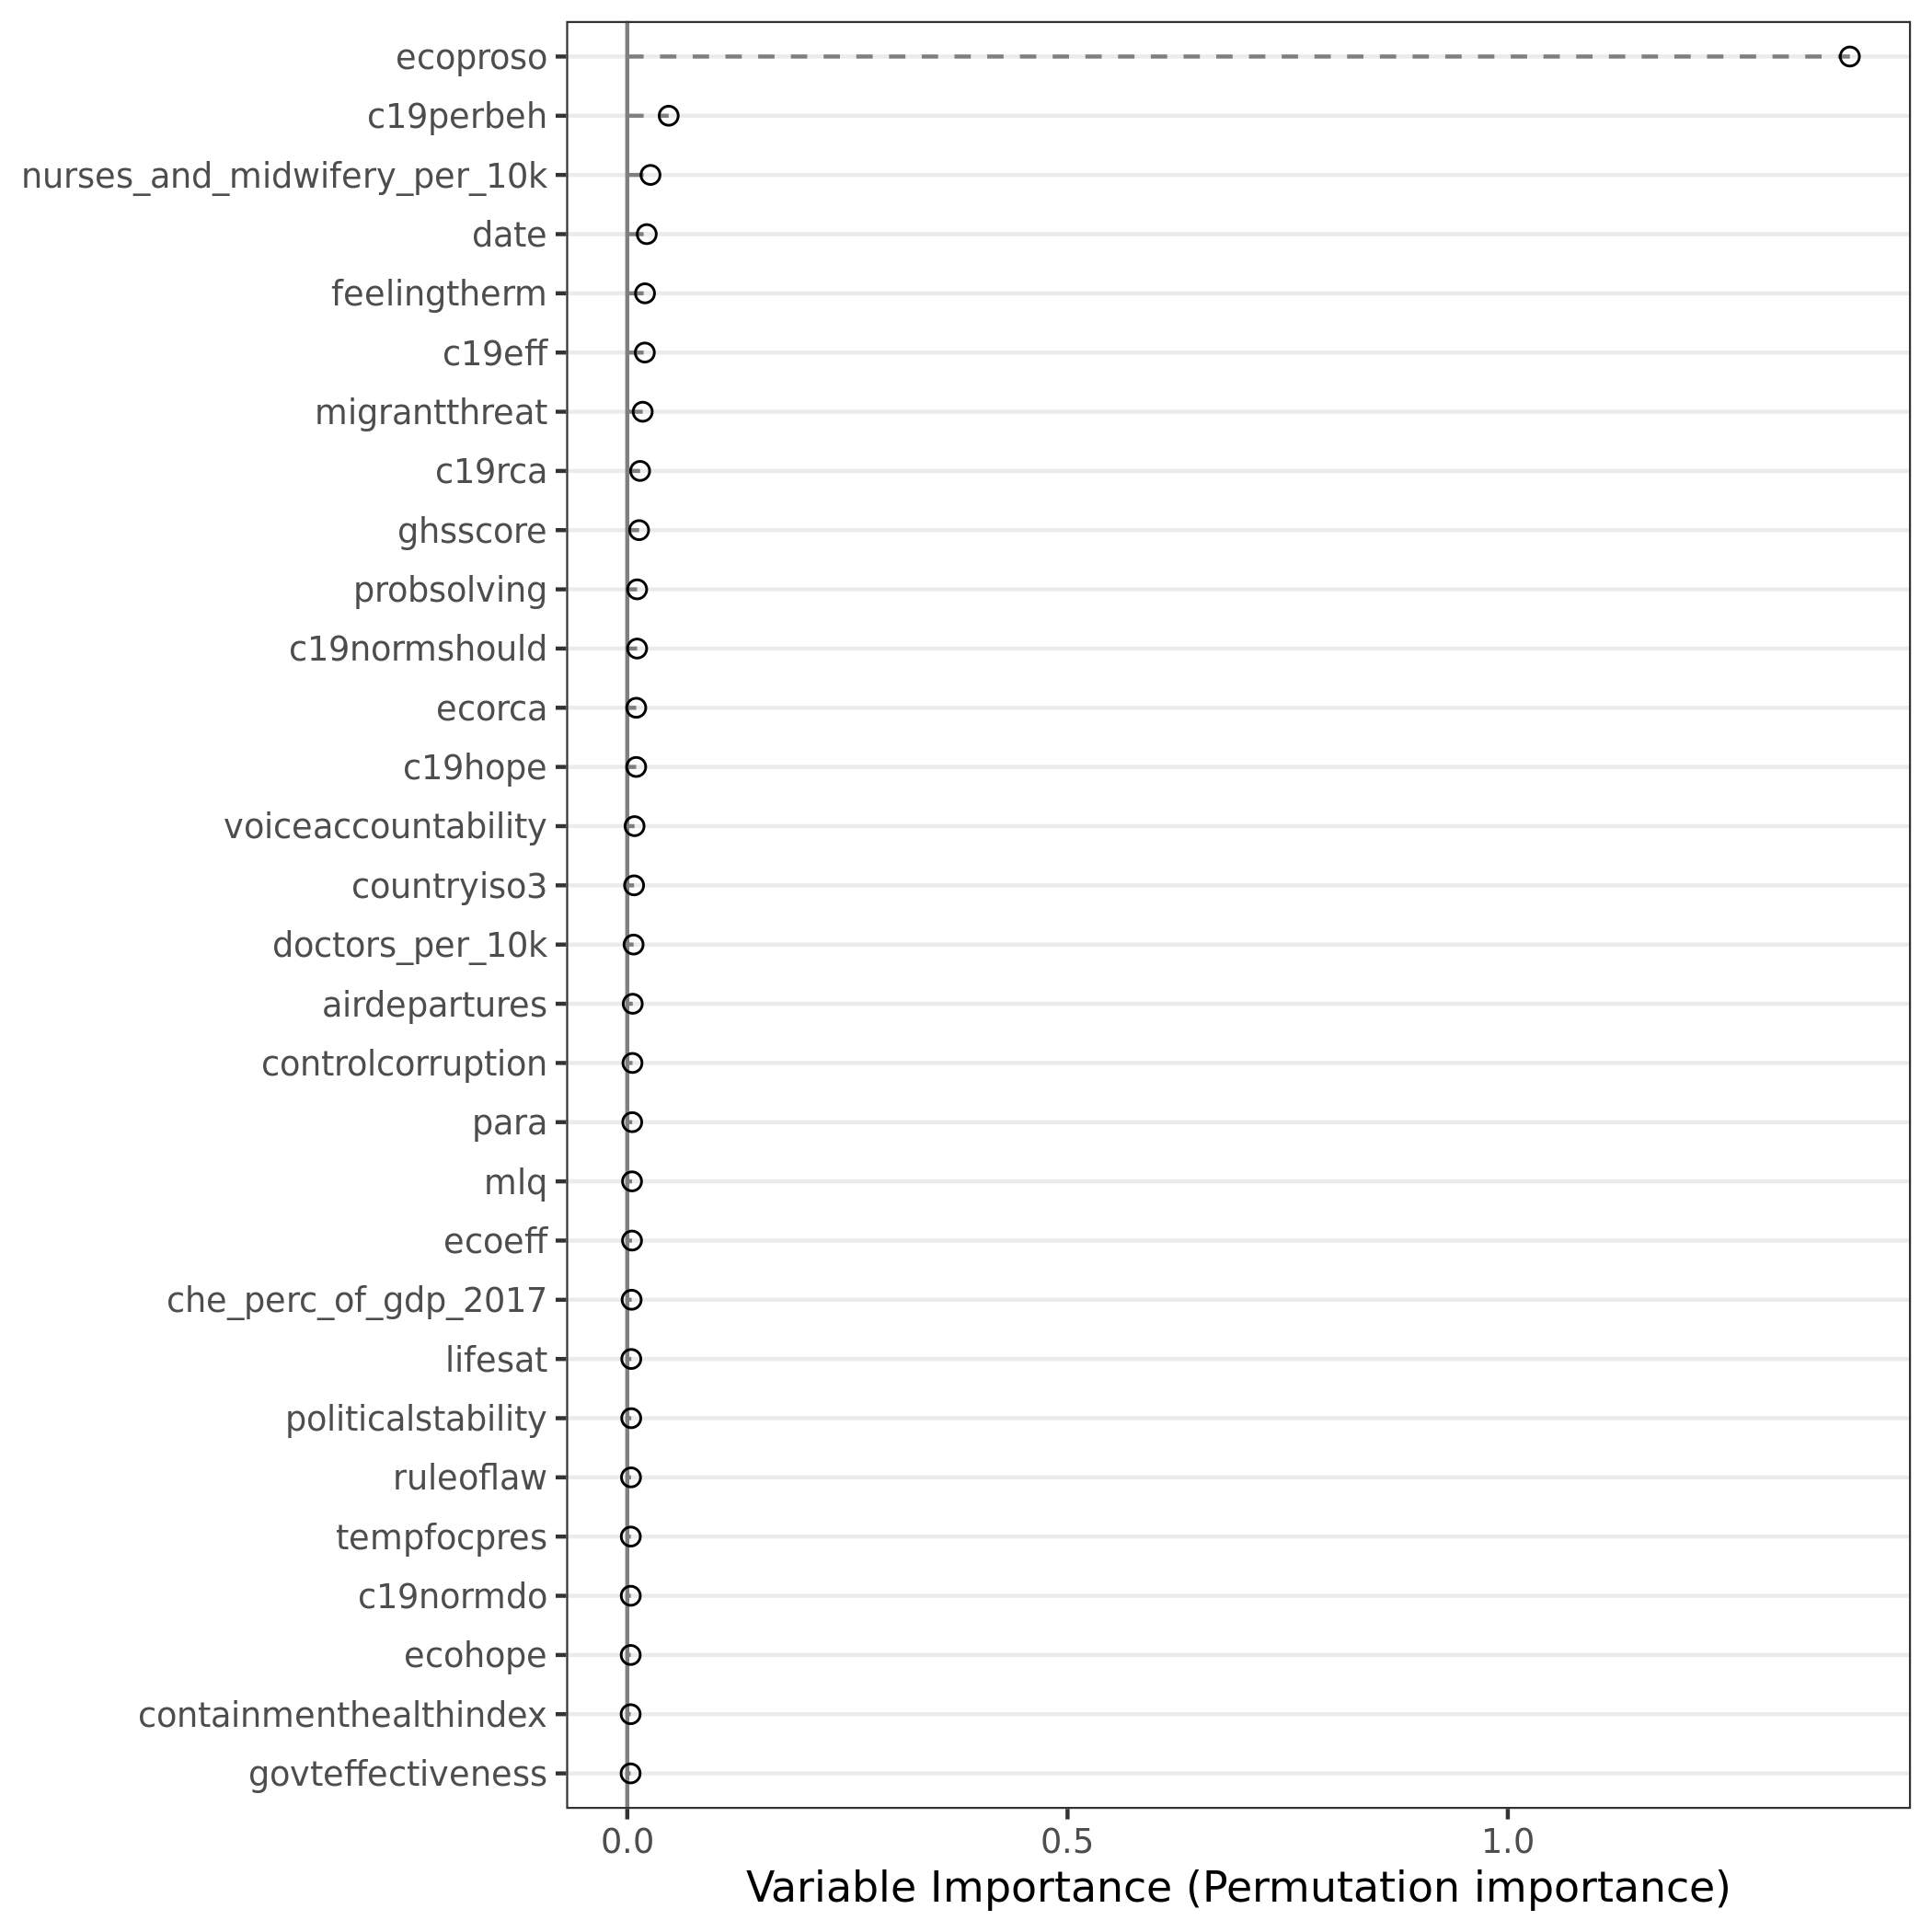 ecoproso
c19perbeh
nurses_and_midwifery_per_10k
date
feelingtherm
c19eff
migrantthreat
c19rca
ghsscore
probsolving
c19normshould
ecorca
c19hope
voiceaccountability
countryiso3
doctors_per_10k
airdepartures
controlcorruption
para
mlq
ecoeff
che_perc_of_gdp_2017
lifesat
politicalstability
ruleoflaw
tempfocpres
c19normdo
ecohope
containmenthealthindex
govteffectiveness
0.0 0.5 1.0
Variable Importance (Permutation importance)